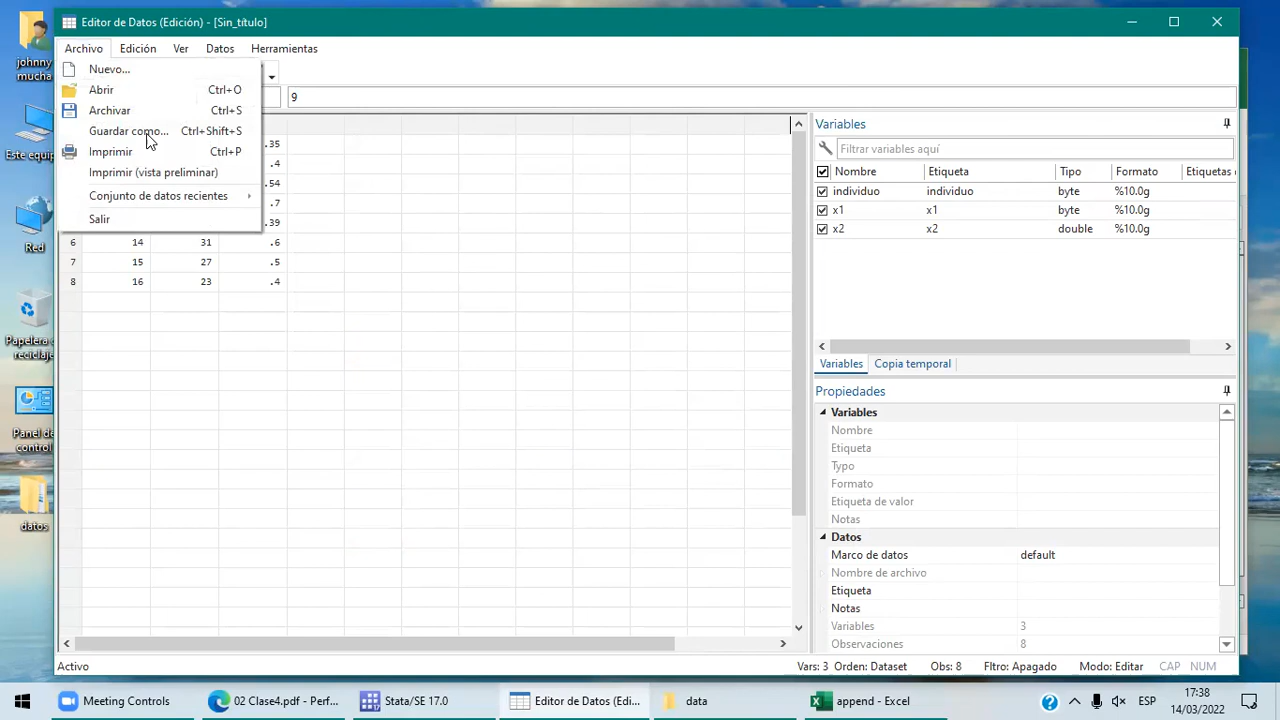 Editor de Datos (Edición) - [Sin_título]
Archivo Edición Ver Datos Herramientas
Nuevo...
Abrir Ctrl+O
Archivar Ctrl+S
Guardar como... Ctrl+Shift+S
Imprimir Ctrl+P
Imprimir (vista preliminar)
Conjunto de datos recientes
Salir
9
.35
.4
.54
.7
.39
6 14 31 .6
7 15 27 .5
8 16 23 .4
Variables
Filtrar variables aquí
Nombre Etiqueta Tipo Formato Etiquetas
individuo individuo byte %10.0g
x1 x1 byte %10.0g
x2 x2 double %10.0g
Variables Copia temporal
Propiedades
Variables
Nombre
Etiqueta
Typo
Formato
Etiqueta de valor
Notas
Datos
Marco de datos default
Nombre de archivo
Etiqueta
Notas
Variables 3
Observaciones 8
Activo
Vars: 3 Orden: Dataset Obs: 8 Fltro: Apagado Modo: Editar CAP NUM
johnny
mucha
Este equip
Red
Papelera
reciclaje
Panel de
control
datos
Meeting Controls
02 Clase4.pdf - Perf...
Stata/SE 17.0
Editor de Datos (Edi...
data
append - Excel
ESP
17:38
14/03/2022